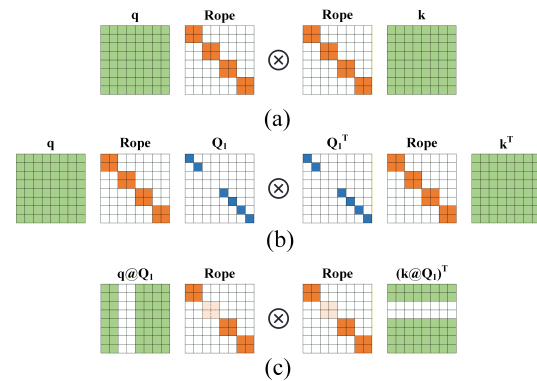 q Rope Rope k
(a)
q Rope Q₁ Q₁ᵀ Rope kᵀ
(b)
q@Q₁ Rope Rope (k@Q₁)ᵀ
(c)